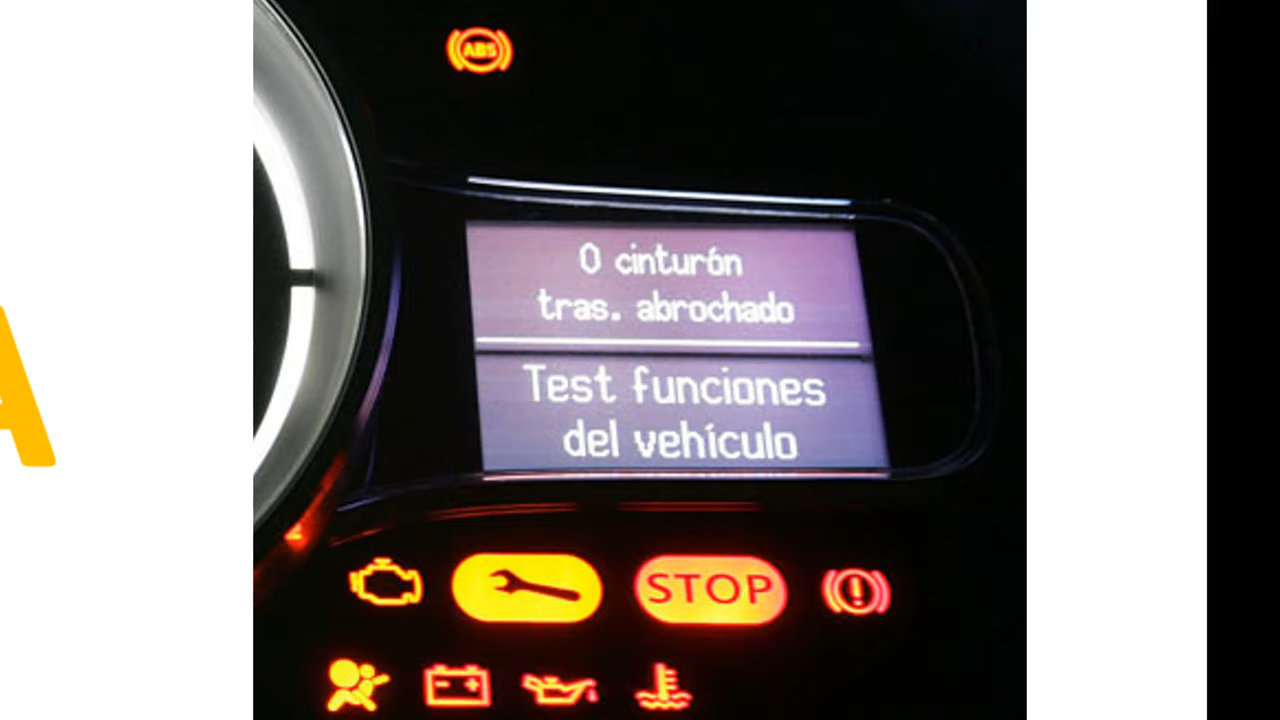 ABS
0 cinturón
tras. abrochado
Test funciones
del vehículo
STOP
A